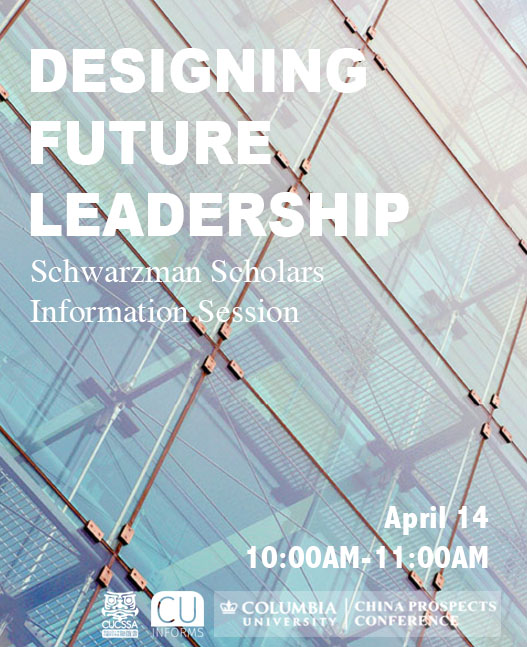 DESIGNING
FUTURE
LEADERSHIP
Schwarzman Scholars
Information Session
April 14
10:00AM-11:00AM
CUCSSA
CU
INFORMS
COLUMBIA
UNIVERSITY
CHINA PROSPECTS
CONFERENCE